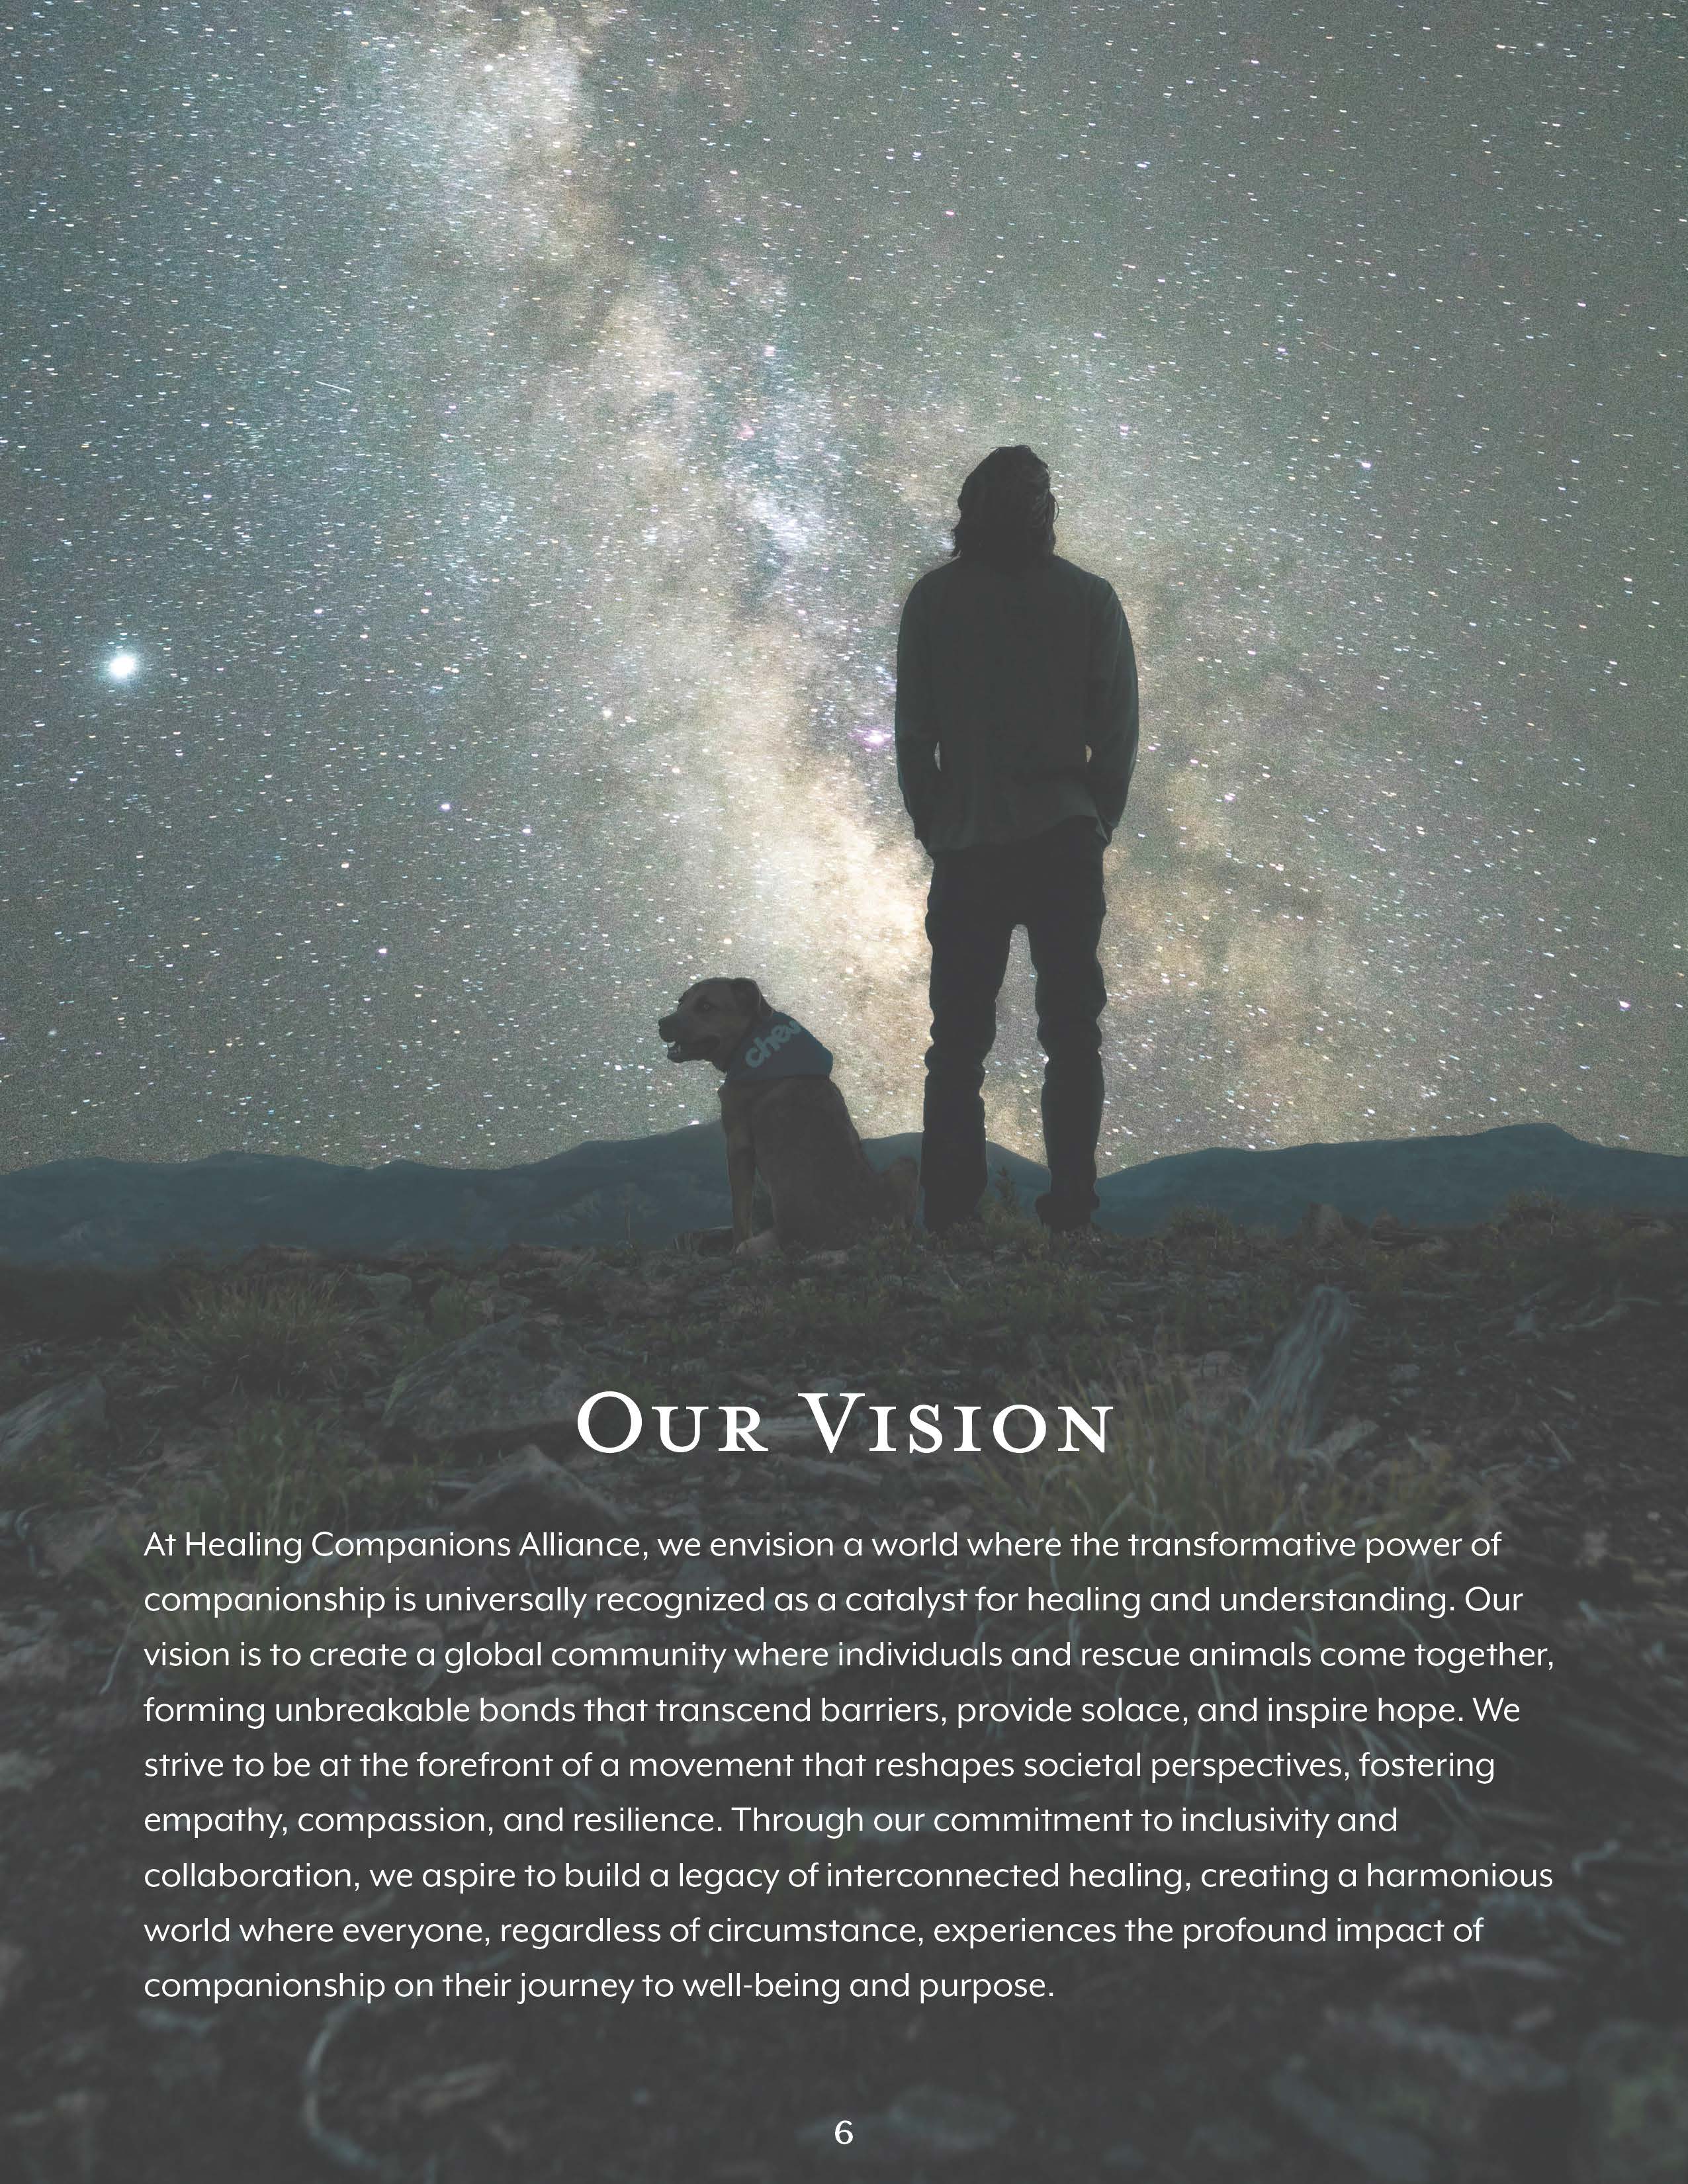 chew
Our Vision
At Healing Companions Alliance, we envision a world where the transformative power of
companionship is universally recognized as a catalyst for healing and understanding. Our
vision is to create a global community where individuals and rescue animals come together,
forming unbreakable bonds that transcend barriers, provide solace, and inspire hope. We
strive to be at the forefront of a movement that reshapes societal perspectives, fostering
empathy, compassion, and resilience. Through our commitment to inclusivity and
collaboration, we aspire to build a legacy of interconnected healing, creating a harmonious
world where everyone, regardless of circumstance, experiences the profound impact of
companionship on their journey to well-being and purpose.
6